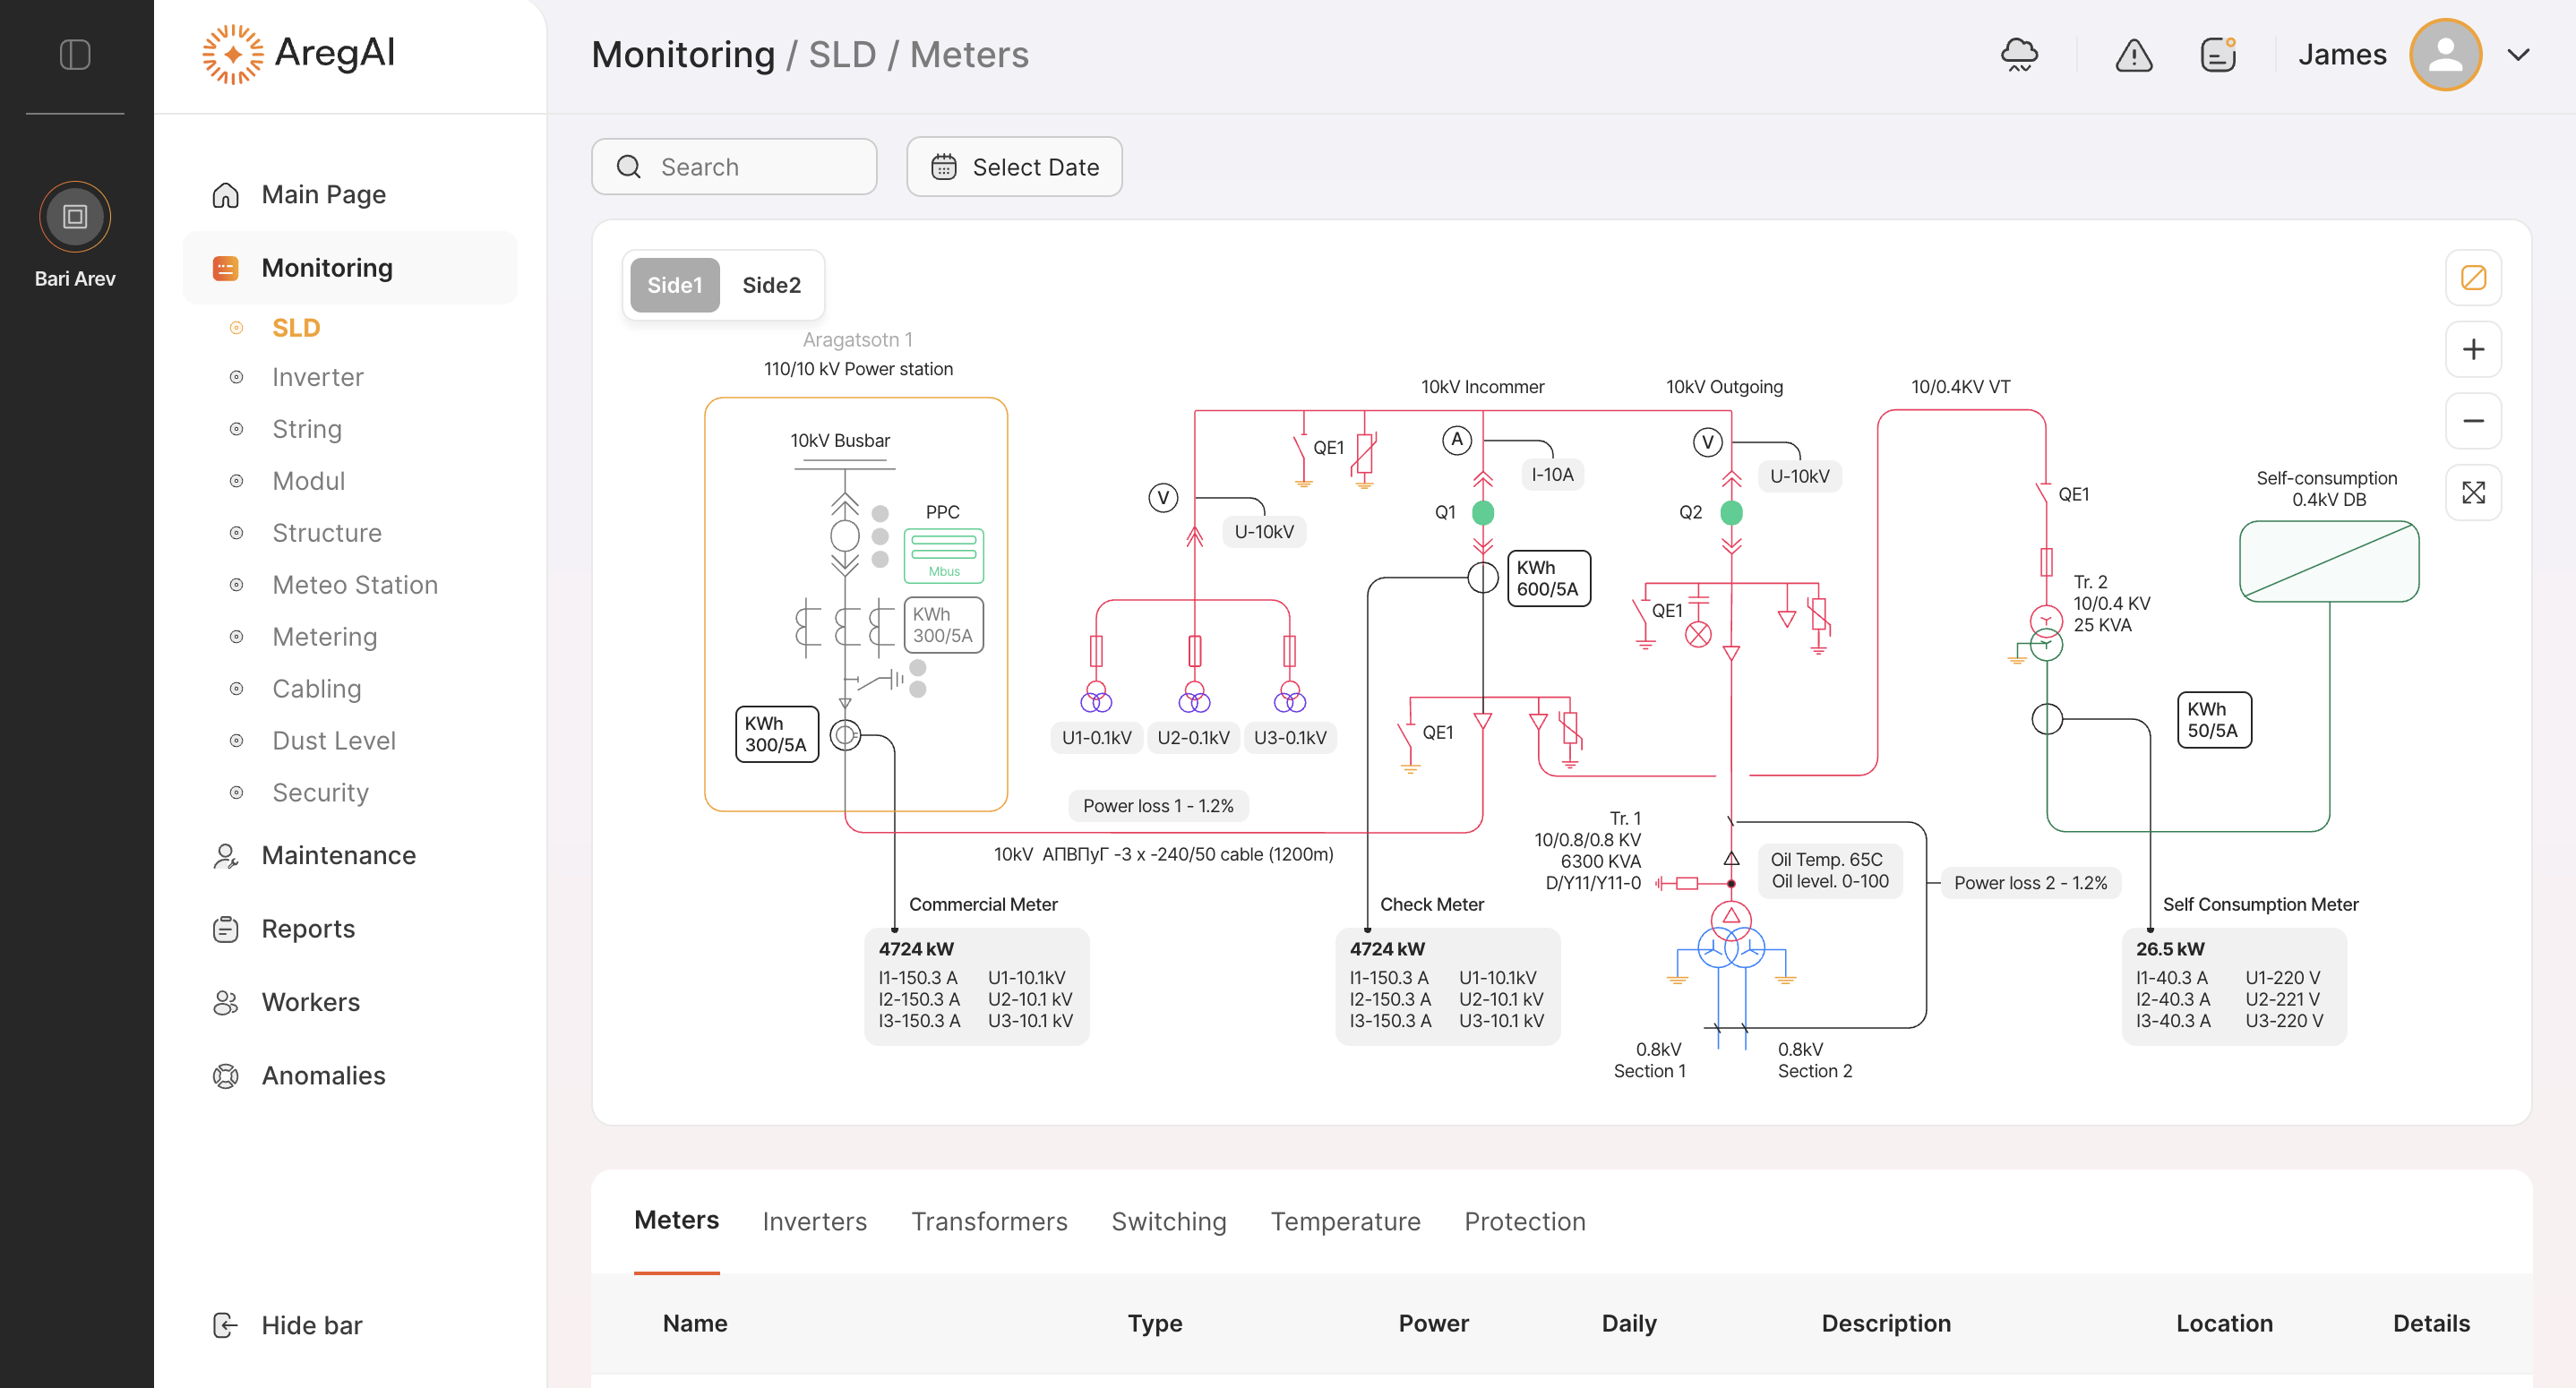 AregAI
Bari Arev
Main Page
Monitoring
SLD
Inverter
String
Modul
Structure
Meteo Station
Metering
Cabling
Dust Level
Security
Maintenance
Reports
Workers
Anomalies
Hide bar
Monitoring / SLD / Meters
James
Search
Select Date
Side1
Side2
Aragatsotn 1
110/10 kV Power station
10kV Busbar
PPC
Mbus
KWh
300/5A
KWh
300/5A
V
U-10kV
U1-0.1kV
U2-0.1kV
U3-0.1kV
QE1
10kV Incommer
A
I-10A
Q1
KWh
600/5A
QE1
10kV Outgoing
V
U-10kV
Q2
QE1
10/0.4KV VT
QE1
Tr. 2
10/0.4 KV
25 KVA
Self-consumption
0.4kV DB
KWh
50/5A
Power loss 1 - 1.2%
10kV АПВПуГ -3 x -240/50 cable (1200m)
Tr. 1
10/0.8/0.8 KV
6300 KVA
D/Y11/Y11-0
Oil Temp. 65C
Oil level. 0-100
Power loss 2 - 1.2%
Commercial Meter
4724 kW
I1-150.3 A U1-10.1kV
I2-150.3 A U2-10.1 kV
I3-150.3 A U3-10.1 kV
Check Meter
4724 kW
I1-150.3 A U1-10.1kV
I2-150.3 A U2-10.1 kV
I3-150.3 A U3-10.1 kV
Self Consumption Meter
26.5 kW
I1-40.3 A U1-220 V
I2-40.3 A U2-221 V
I3-40.3 A U3-220 V
0.8kV
Section 1
0.8kV
Section 2
Meters Inverters Transformers Switching Temperature Protection
Name Type Power Daily Description Location Details